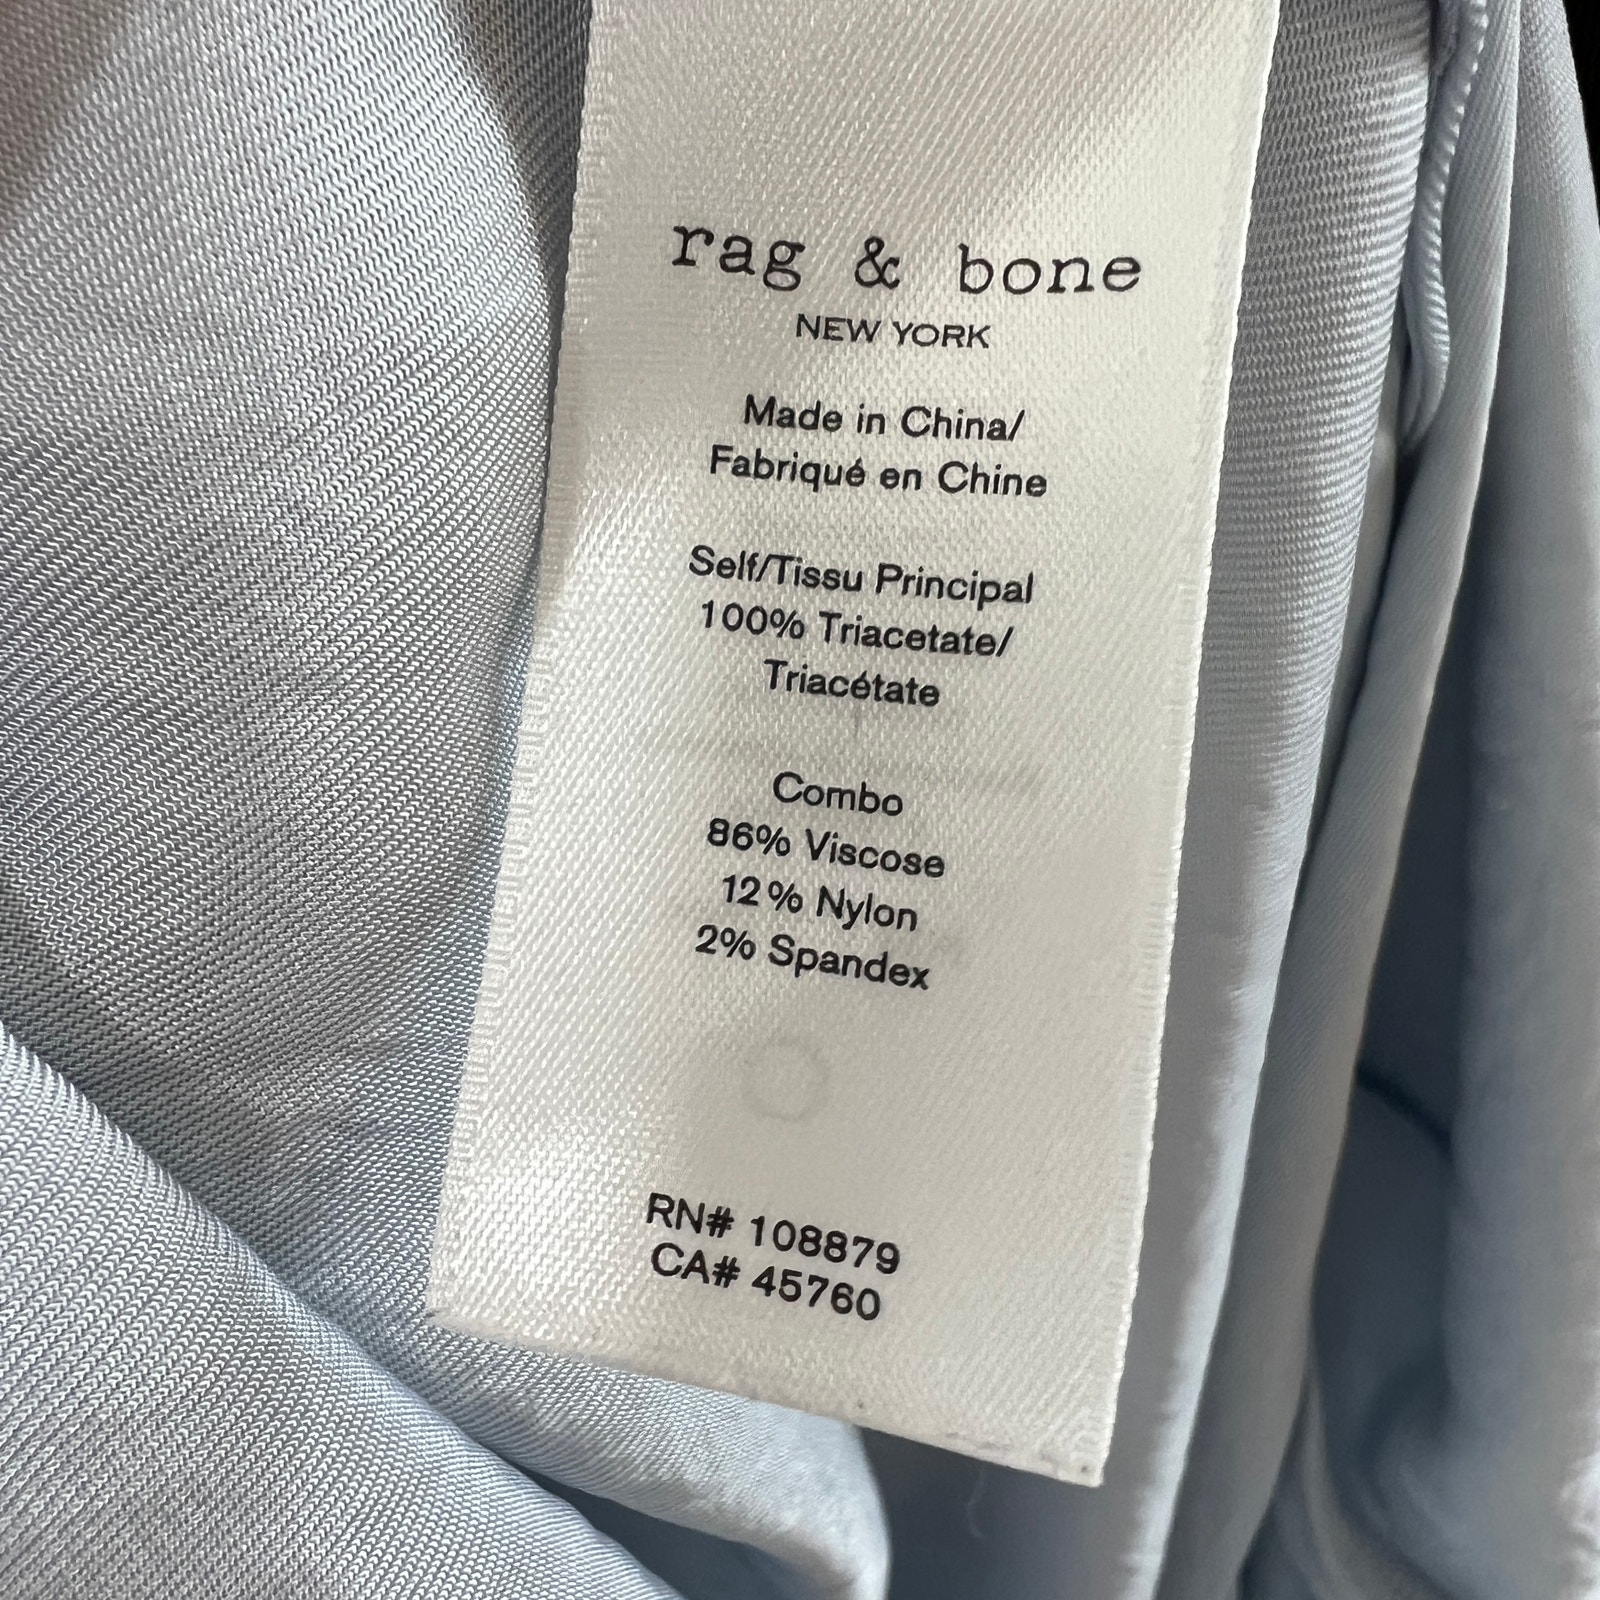 rag & bone
NEW YORK
Made in China/
Fabriqué en Chine
Self/Tissu Principal
100% Triacetate/
Triacétate
Combo
86% Viscose
12% Nylon
2% Spandex
RN# 108879
CA# 45760